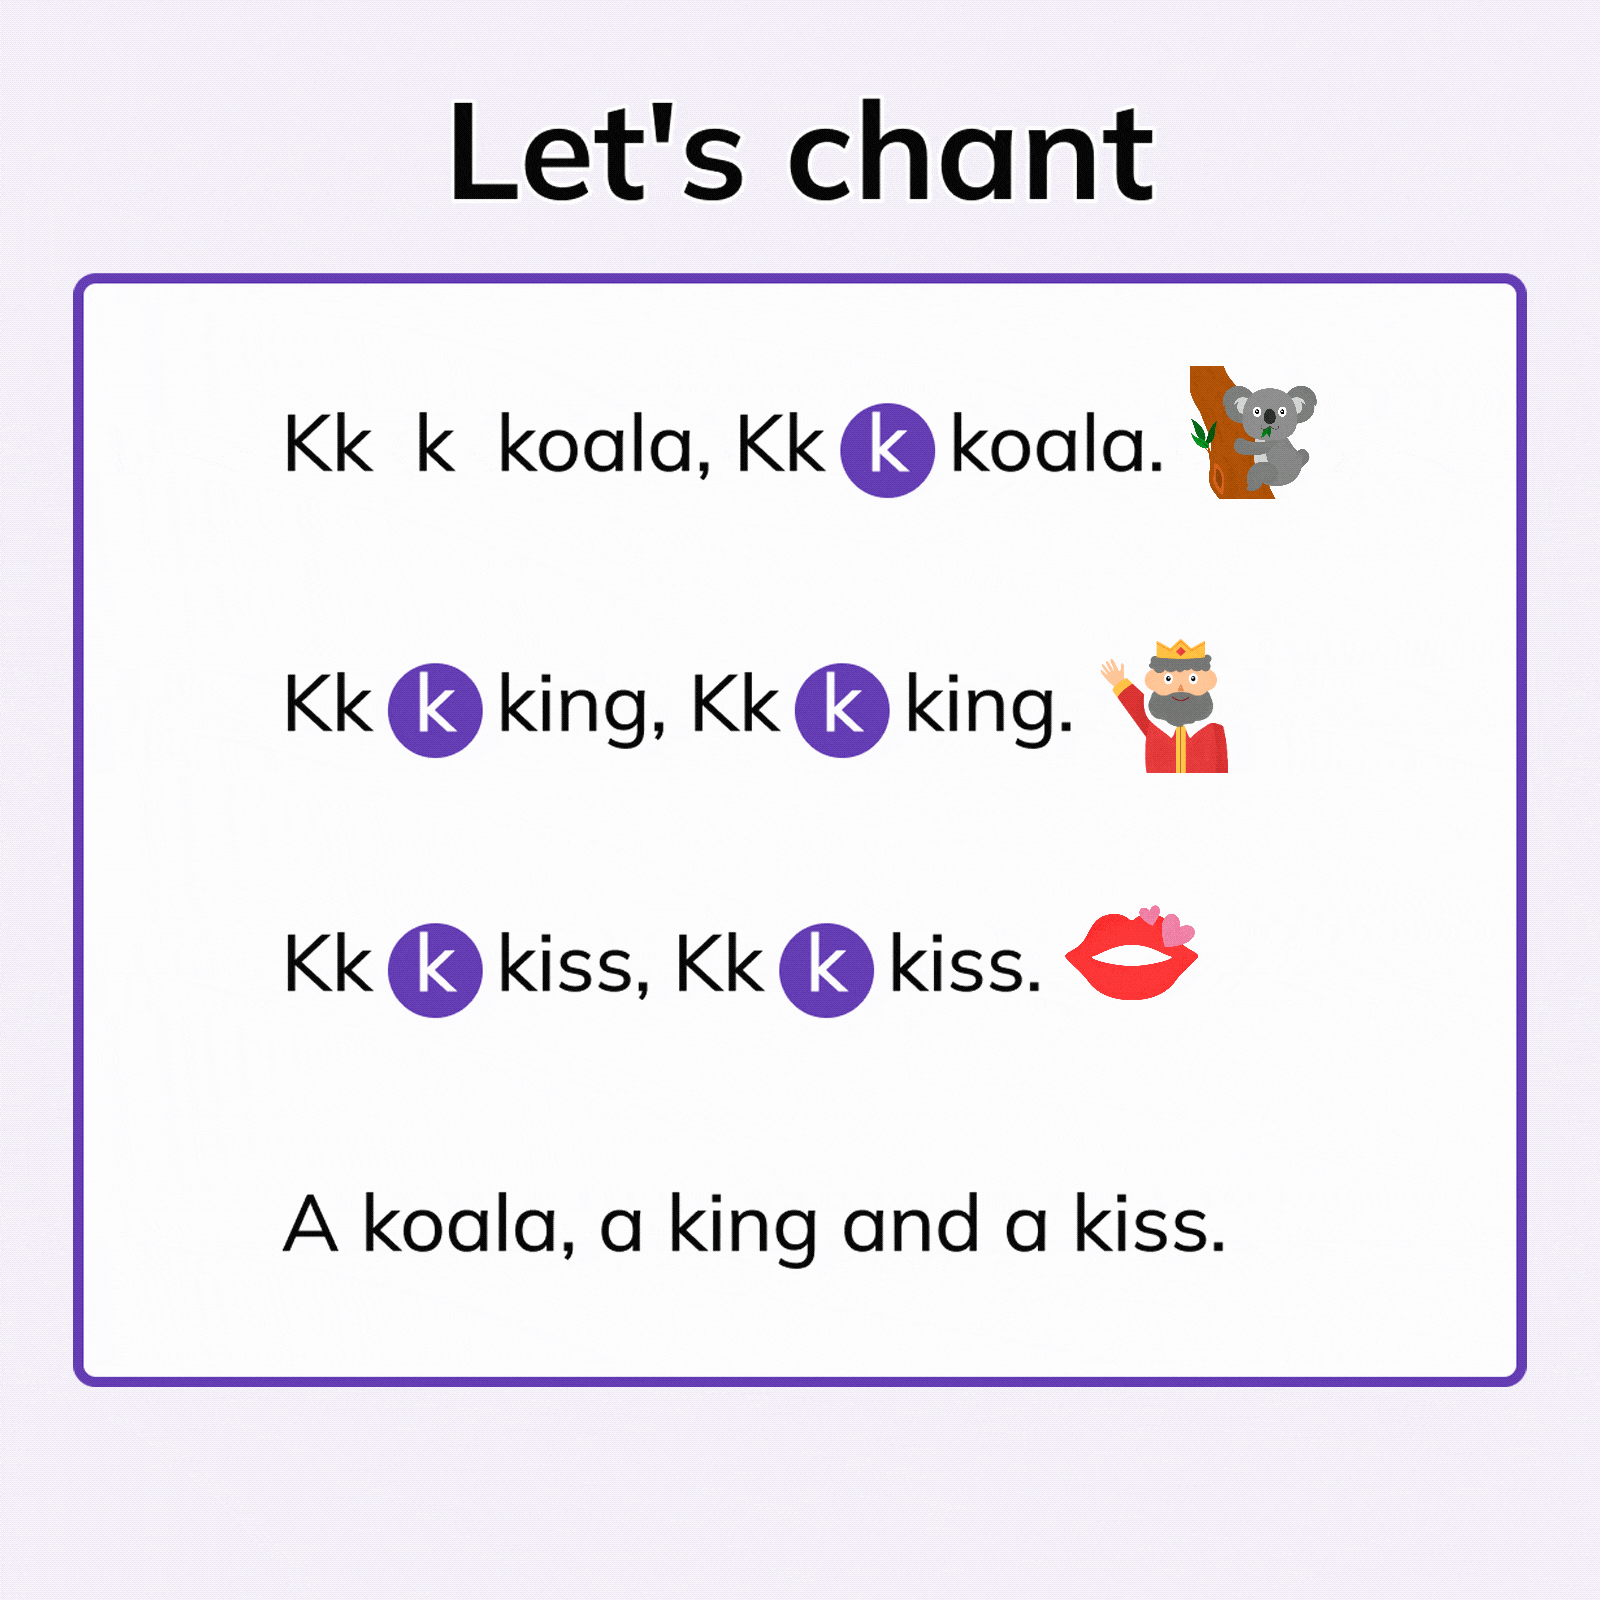 Let's chant
Kk k koala, Kk k koala.
Kk k king, Kk k king.
Kk k kiss, Kk k kiss.
A koala, a king and a kiss.